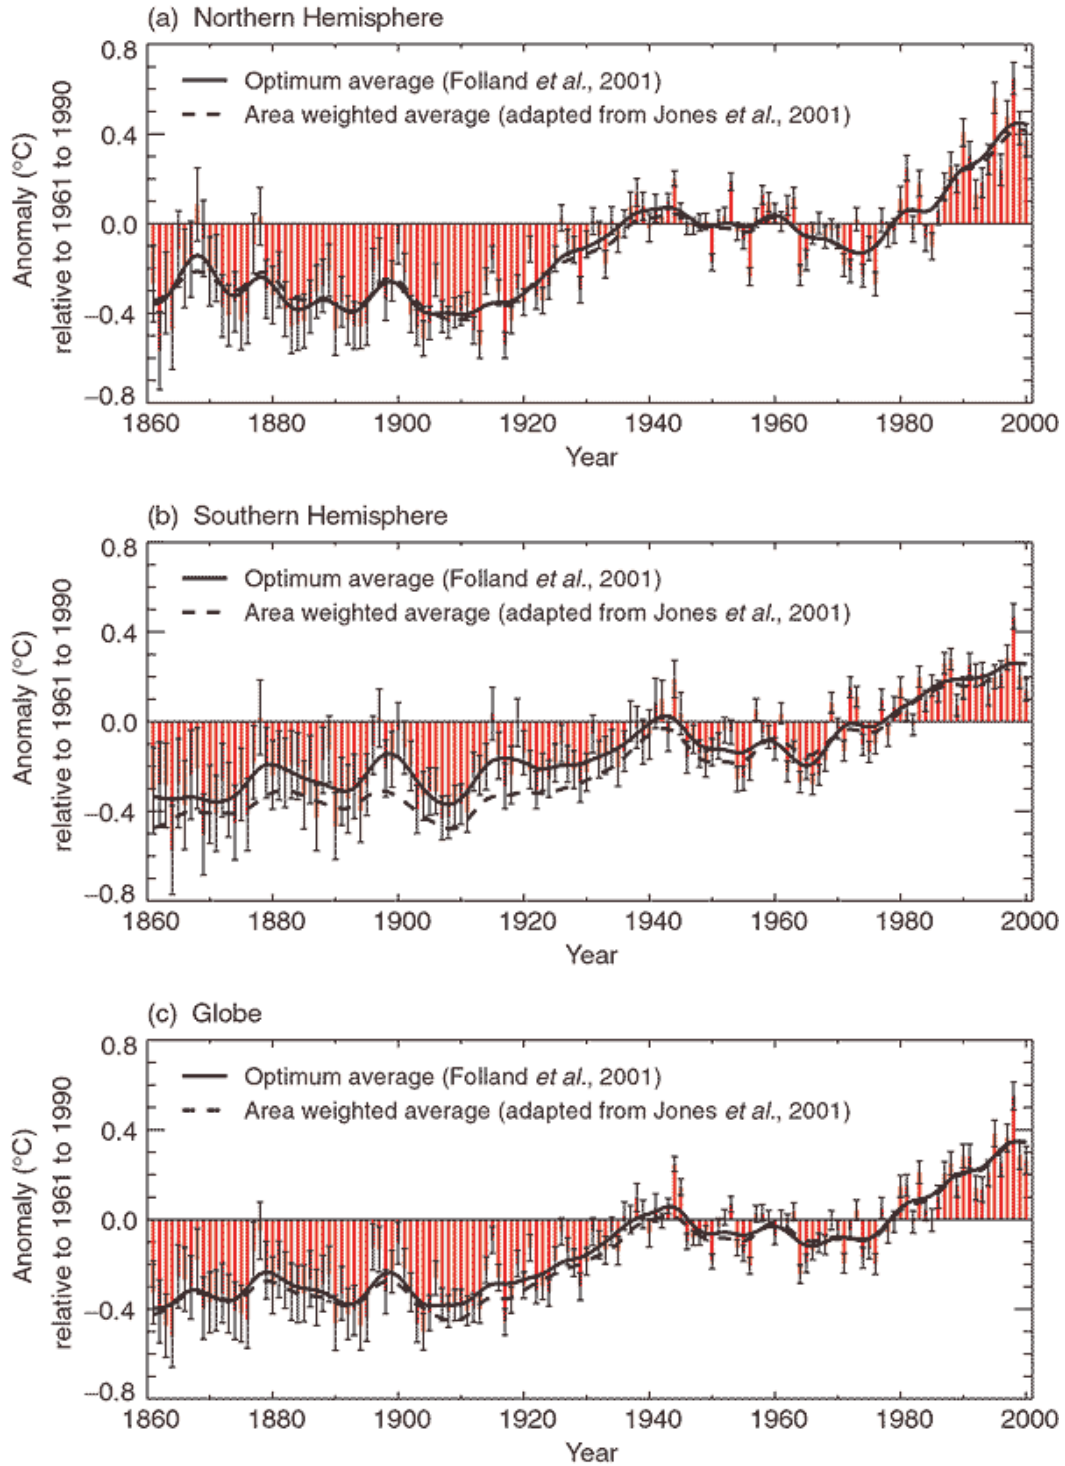 (a) Northern Hemisphere
0.8
Optimum average (Folland et al., 2001)
Area weighted average (adapted from Jones et al., 2001)
0.4
0.0
−0.4
−0.8
Anomaly (°C)
relative to 1961 to 1990
1860 1880 1900 1920 1940 1960 1980 2000
Year
(b) Southern Hemisphere
0.8
Optimum average (Folland et al., 2001)
Area weighted average (adapted from Jones et al., 2001)
0.4
0.0
−0.4
−0.8
Anomaly (°C)
relative to 1961 to 1990
1860 1880 1900 1920 1940 1960 1980 2000
Year
(c) Globe
0.8
Optimum average (Folland et al., 2001)
Area weighted average (adapted from Jones et al., 2001)
0.4
0.0
−0.4
−0.8
Anomaly (°C)
relative to 1961 to 1990
1860 1880 1900 1920 1940 1960 1980 2000
Year